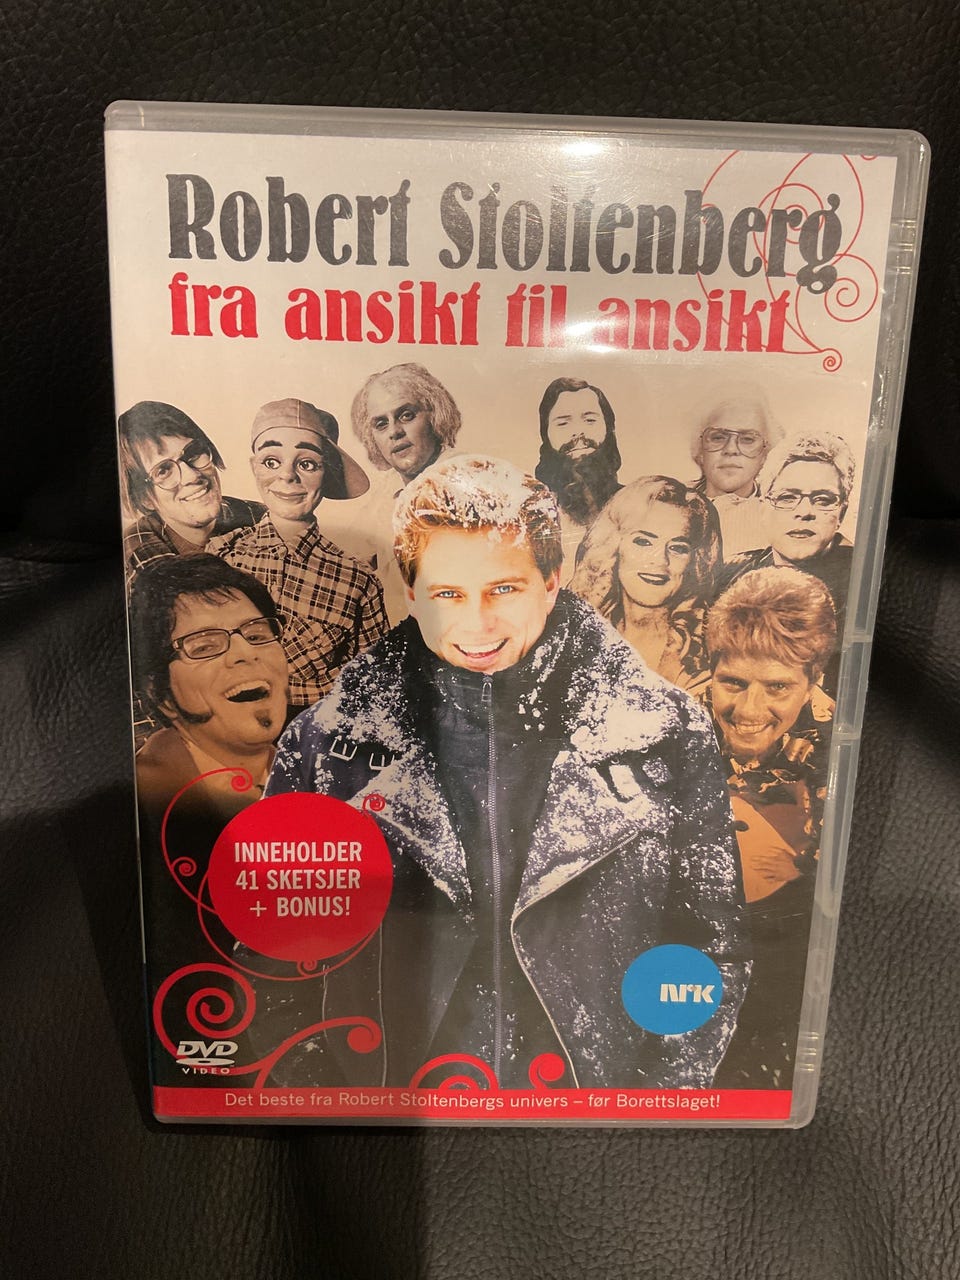 Robert Stoltenberg
fra ansikt til ansikt
INNEHOLDER
41 SKETSJER
+ BONUS!
NRK
DVD
VIDEO
Det beste fra Robert Stoltenbergs univers – før Borettslaget!